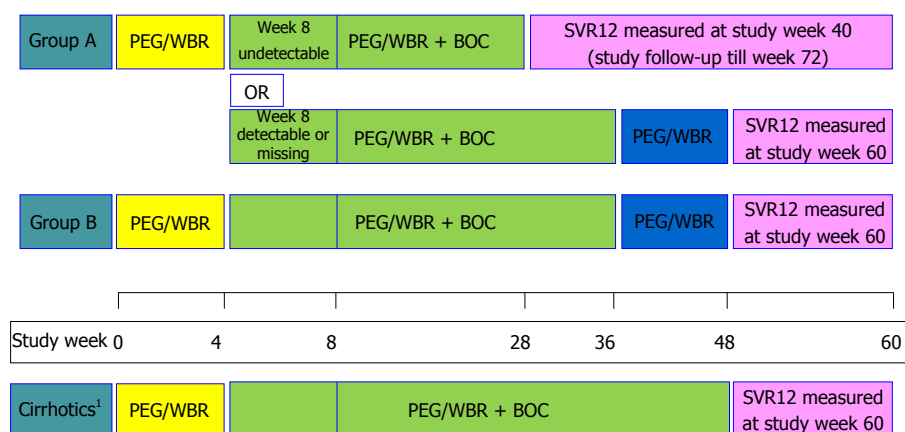 Group A
PEG/WBR
Week 8
undetectable
PEG/WBR + BOC
SVR12 measured at study week 40
(study follow-up till week 72)
OR
Week 8
detectable or
missing
PEG/WBR + BOC
PEG/WBR
SVR12 measured
at study week 60
Group B
PEG/WBR
PEG/WBR + BOC
PEG/WBR
SVR12 measured
at study week 60
Study week 0 4 8 28 36 48 60
Cirrhotics¹
PEG/WBR
PEG/WBR + BOC
SVR12 measured
at study week 60